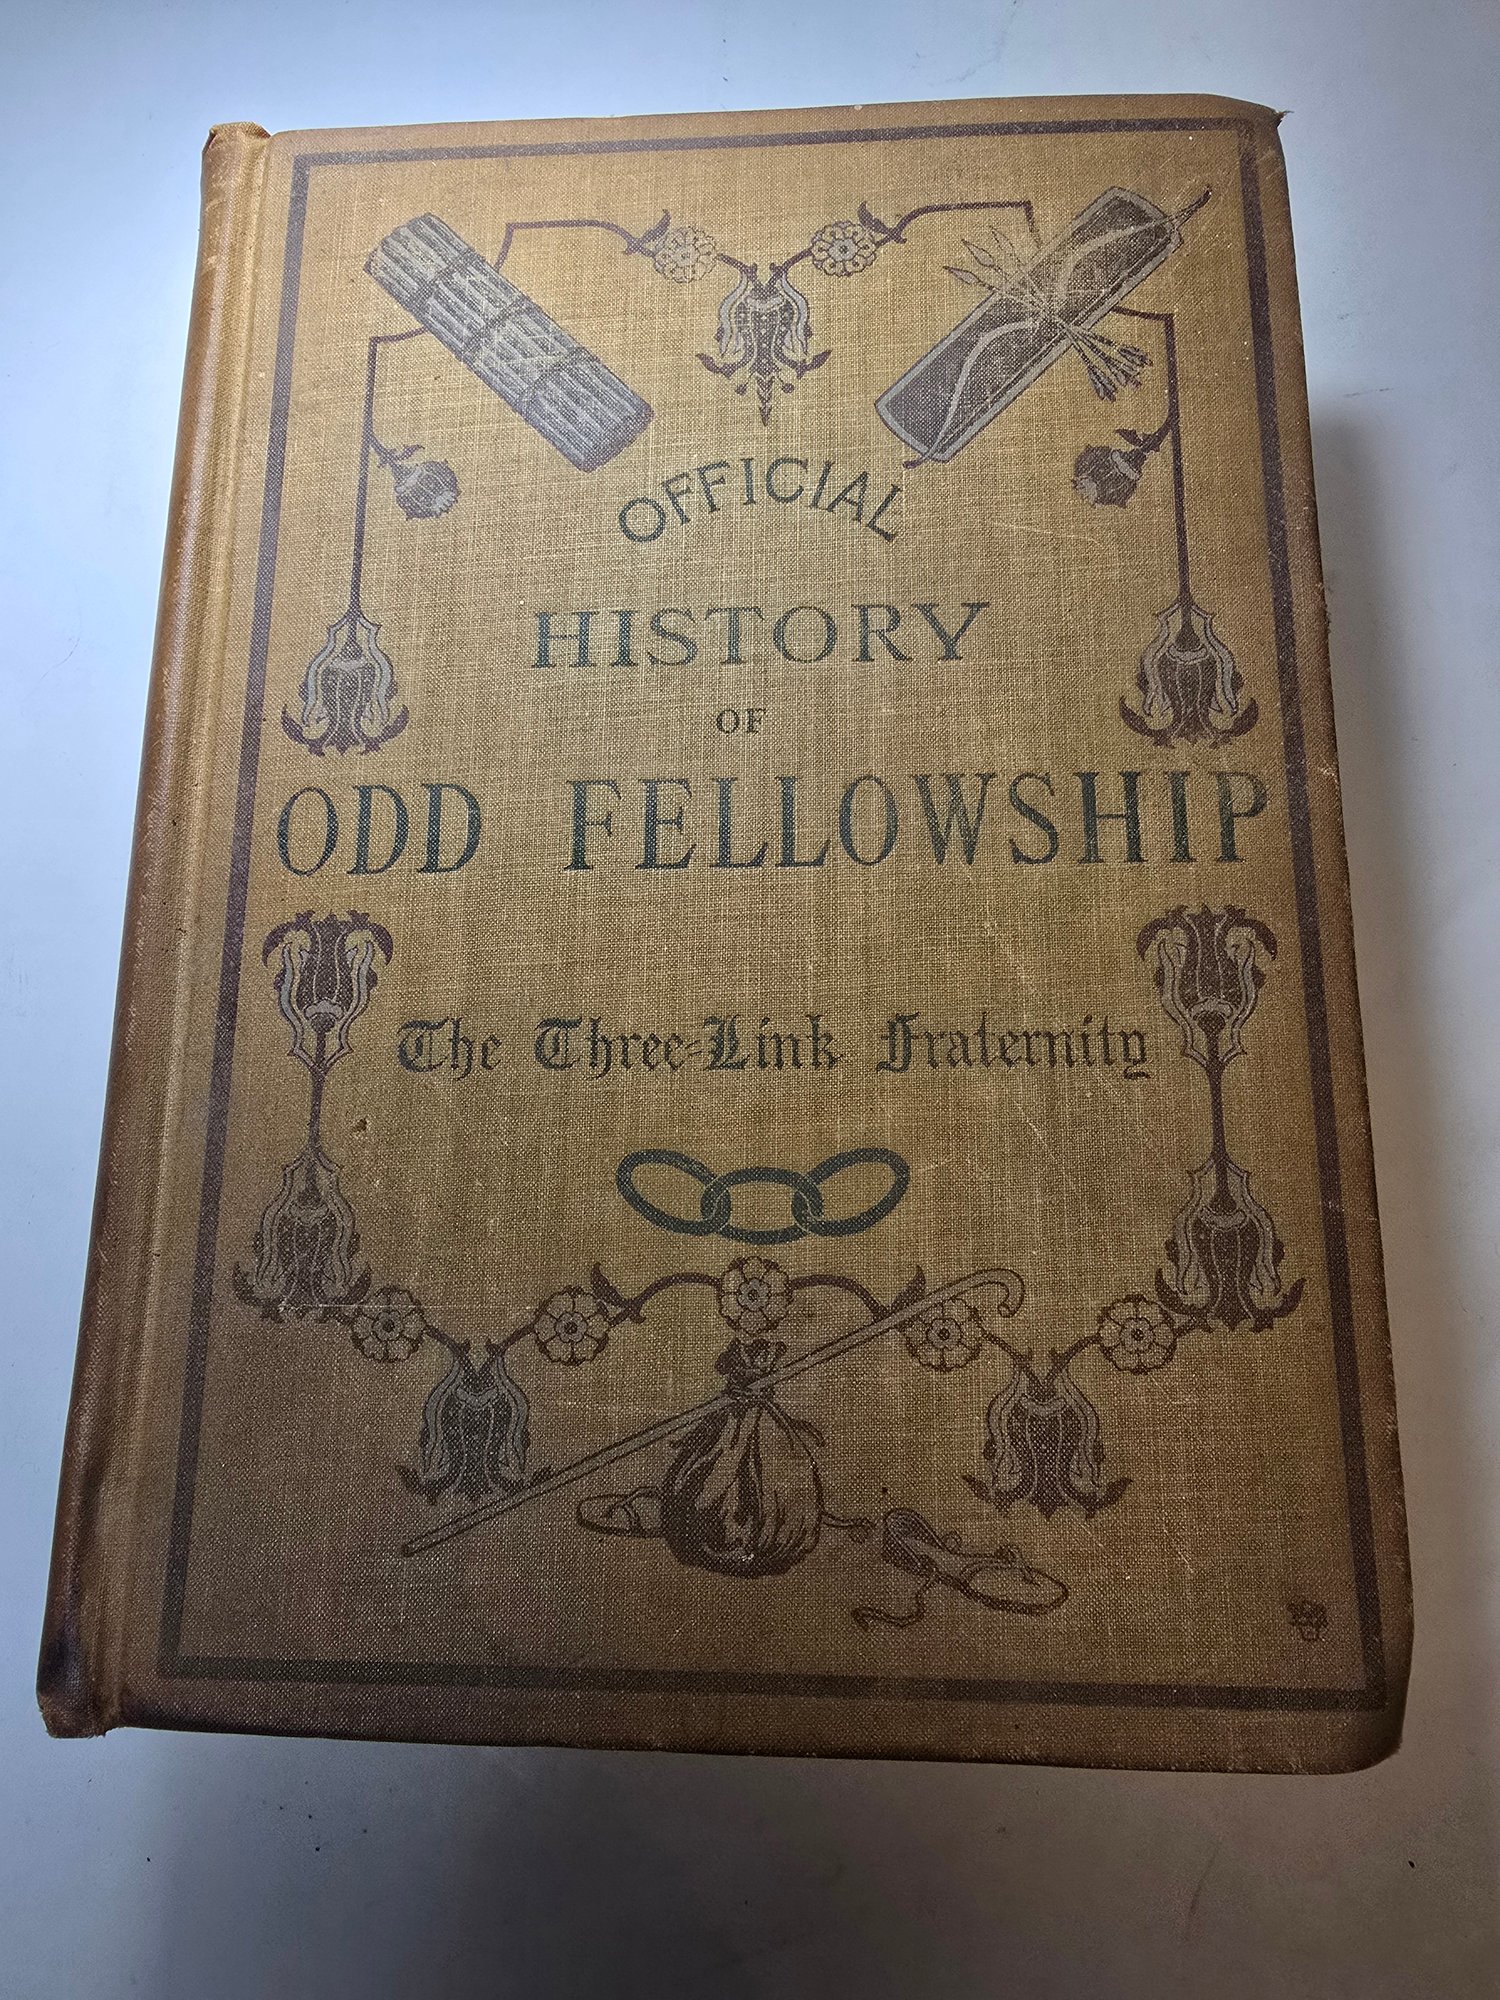 OFFICIAL
HISTORY
OF
ODD FELLOWSHIP
The Three-Link Fraternity